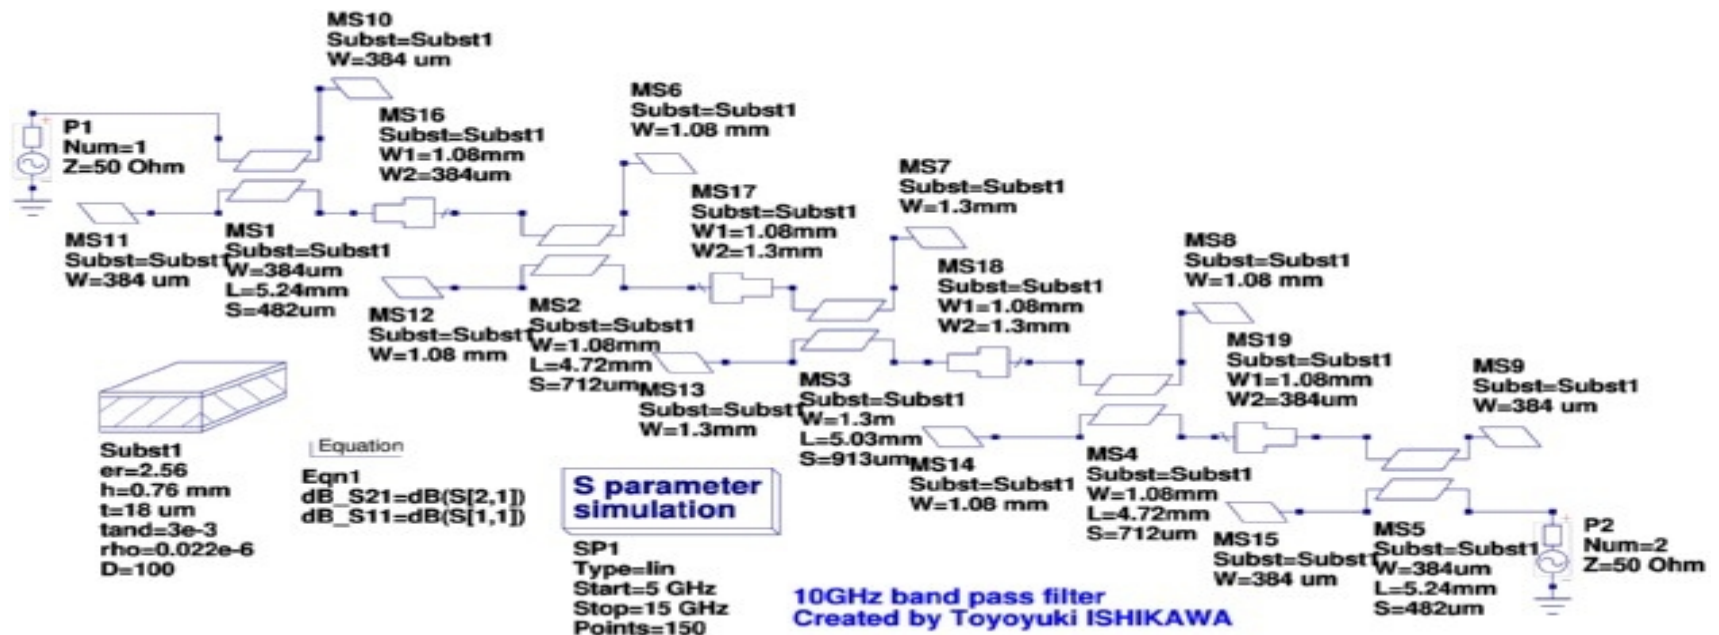 MS10
Subst=Subst1
W=384 um
P1
Num=1
Z=50 Ohm
MS16
Subst=Subst1
W1=1.08mm
W2=384um
MS6
Subst=Subst1
W=1.08 mm
MS11
Subst=Subst1
W=384 um
MS1
Subst=Subst1
W=384um
L=5.24mm
S=482um
MS17
Subst=Subst1
W1=1.08mm
W2=1.3mm
MS7
Subst=Subst1
W=1.3mm
MS12
Subst=Subst1
W=1.08 mm
MS2
Subst=Subst1
W=1.08mm
L=4.72mm
S=712um
MS18
Subst=Subst1
W1=1.08mm
W2=1.3mm
MS8
Subst=Subst1
W=1.08 mm
MS13
Subst=Subst1
W=1.3mm
MS3
Subst=Subst1
W=1.3m
L=5.03mm
S=913um
MS19
Subst=Subst1
W1=1.08mm
W2=384um
MS9
Subst=Subst1
W=384 um
MS14
Subst=Subst1
W=1.08 mm
MS4
Subst=Subst1
W=1.08mm
L=4.72mm
S=712um
MS15
Subst=Subst1
W=384 um
MS5
Subst=Subst1
W=384um
L=5.24mm
S=482um
P2
Num=2
Z=50 Ohm
Subst1
er=2.56
h=0.76 mm
t=18 um
tand=3e-3
rho=0.022e-6
D=100
Equation
Eqn1
dB_S21=dB(S[2,1])
dB_S11=dB(S[1,1])
S parameter
simulation
SP1
Type=lin
Start=5 GHz
Stop=15 GHz
Points=150
10GHz band pass filter
Created by Toyoyuki ISHIKAWA